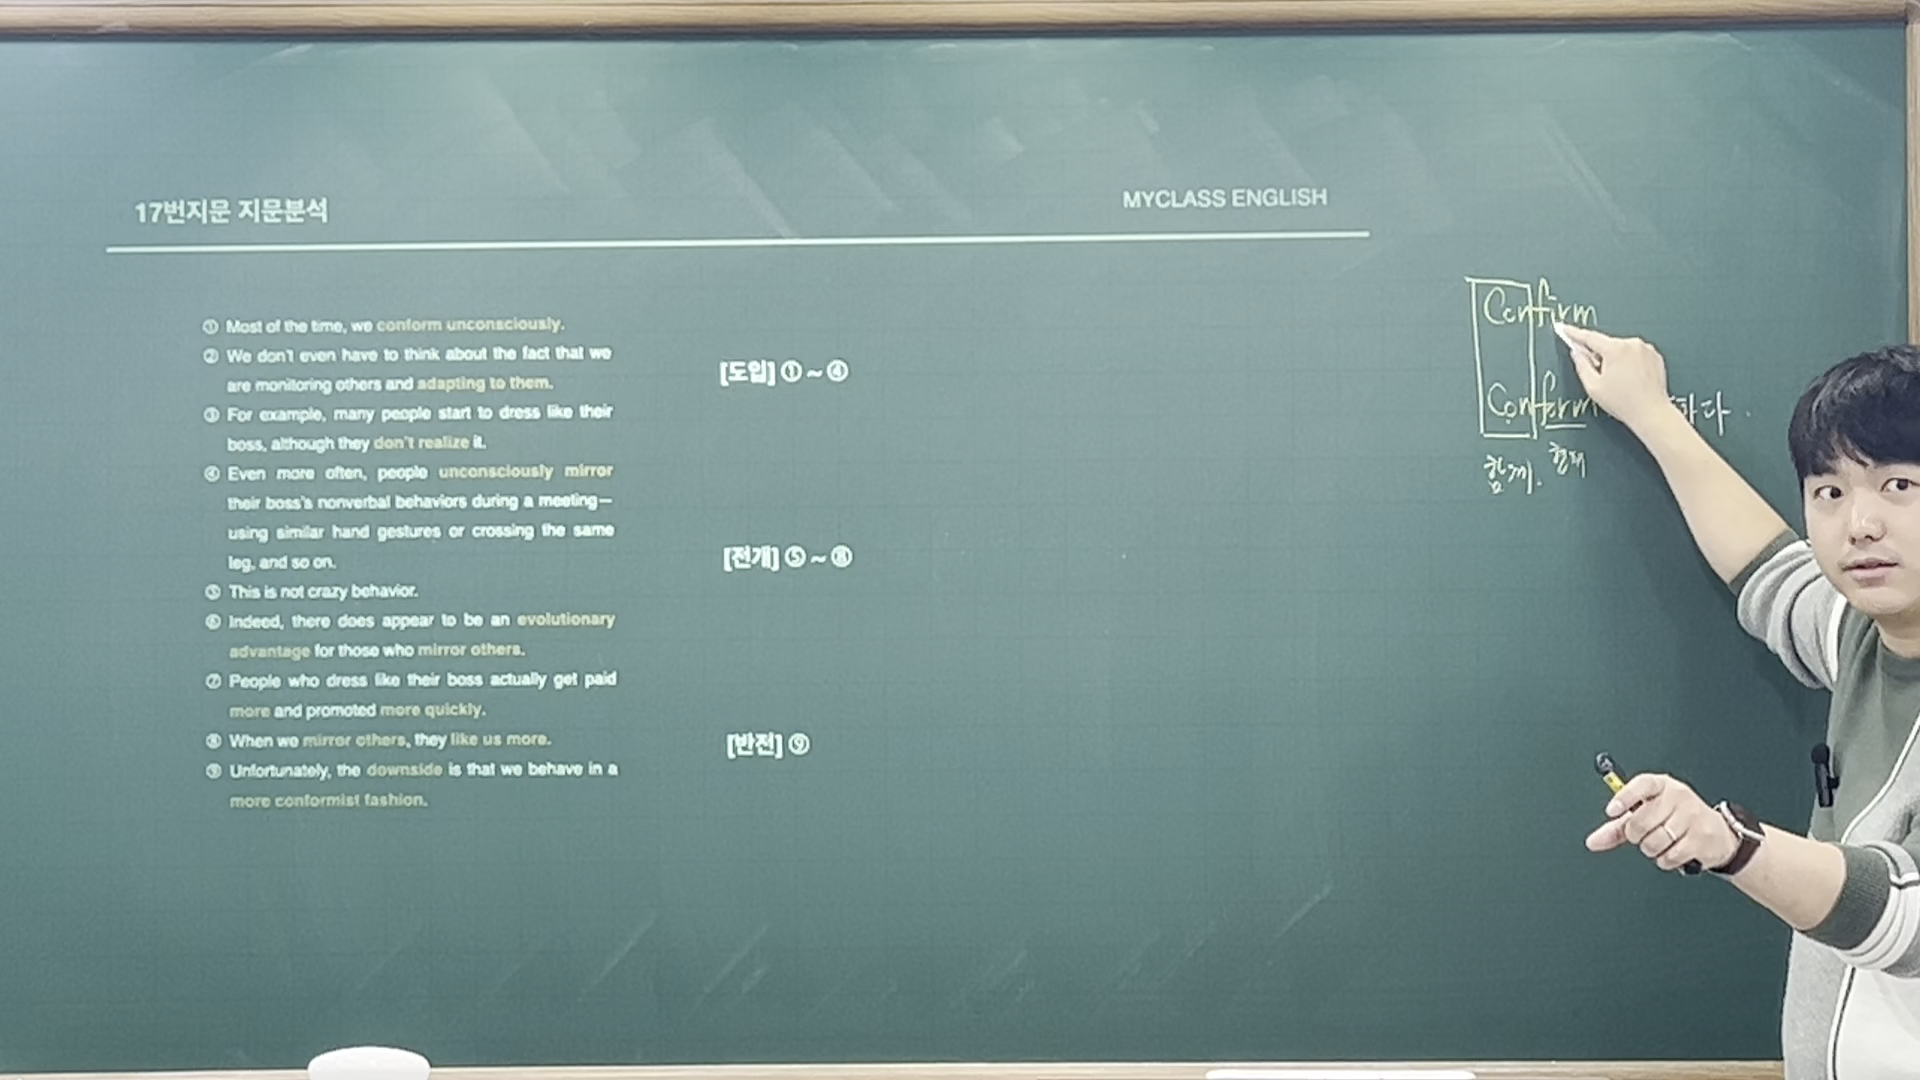 17번지문 지문분석
MYCLASS ENGLISH
① Most of the time, we conform unconsciously.
② We don't even have to think about the fact that we
are monitoring others and adapting to them.
③ For example, many people start to dress like their
boss, although they don't realize it.
④ Even more often, people unconsciously mirror
their boss's nonverbal behaviors during a meeting—
using similar hand gestures or crossing the same
leg, and so on.
⑤ This is not crazy behavior.
⑥ Indeed, there does appear to be an evolutionary
advantage for those who mirror others.
⑦ People who dress like their boss actually get paid
more and promoted more quickly.
⑧ When we mirror others, they like us more.
⑨ Unfortunately, the downside is that we behave in a
more conformist fashion.
[도입] ① ~ ④
[전개] ⑤ ~ ⑧
[반전] ⑨
Confirm
Conform
하다.
함께.